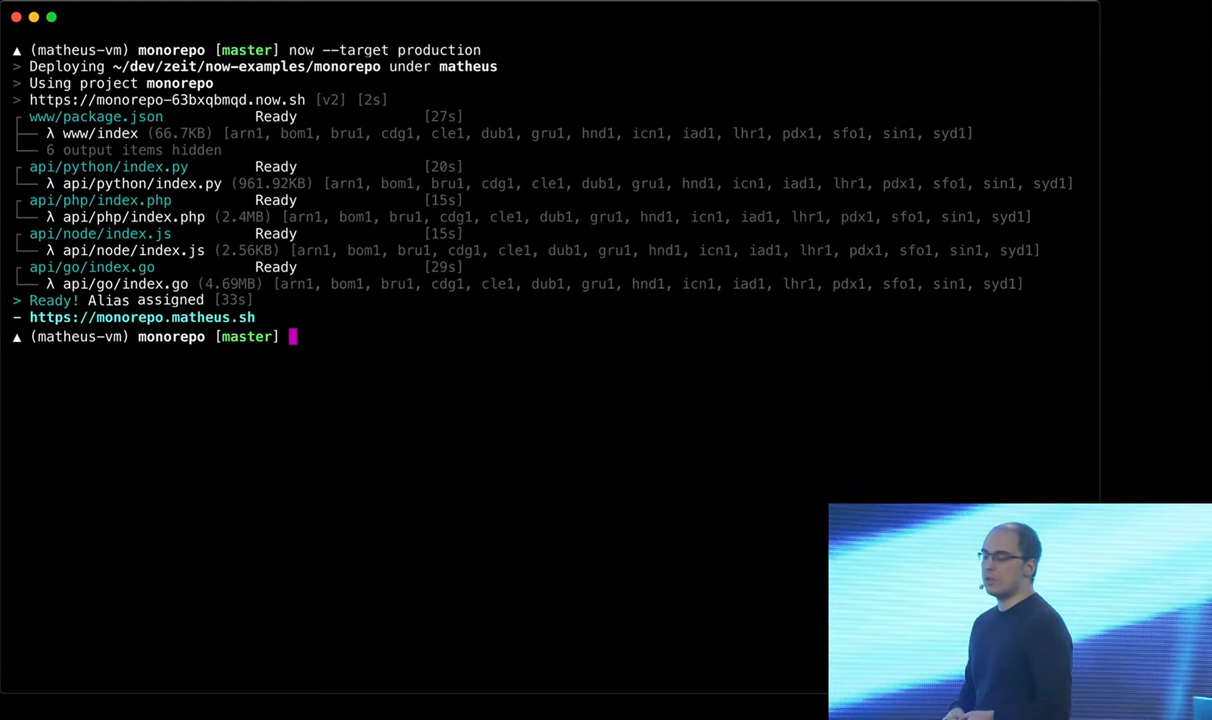 ▲ (matheus-vm) monorepo [master] now --target production
> Deploying ~/dev/zeit/now-examples/monorepo under matheus
> Using project monorepo
> https://monorepo-63bxqbmqd.now.sh [v2] [2s]
┌ www/package.json Ready [27s]
├── λ www/index (66.7KB) [arn1, bom1, bru1, cdg1, cle1, dub1, gru1, hnd1, icn1, iad1, lhr1, pdx1, sfo1, sin1, syd1]
└── 6 output items hidden
┌ api/python/index.py Ready [20s]
└── λ api/python/index.py (961.92KB) [arn1, bom1, bru1, cdg1, cle1, dub1, gru1, hnd1, icn1, iad1, lhr1, pdx1, sfo1, sin1, syd1]
┌ api/php/index.php Ready [15s]
└── λ api/php/index.php (2.4MB) [arn1, bom1, bru1, cdg1, cle1, dub1, gru1, hnd1, icn1, iad1, lhr1, pdx1, sfo1, sin1, syd1]
┌ api/node/index.js Ready [15s]
└── λ api/node/index.js (2.56KB) [arn1, bom1, bru1, cdg1, cle1, dub1, gru1, hnd1, icn1, iad1, lhr1, pdx1, sfo1, sin1, syd1]
┌ api/go/index.go Ready [29s]
└── λ api/go/index.go (4.69MB) [arn1, bom1, bru1, cdg1, cle1, dub1, gru1, hnd1, icn1, iad1, lhr1, pdx1, sfo1, sin1, syd1]
> Ready! Alias assigned [33s]
- https://monorepo.matheus.sh
▲ (matheus-vm) monorepo [master]